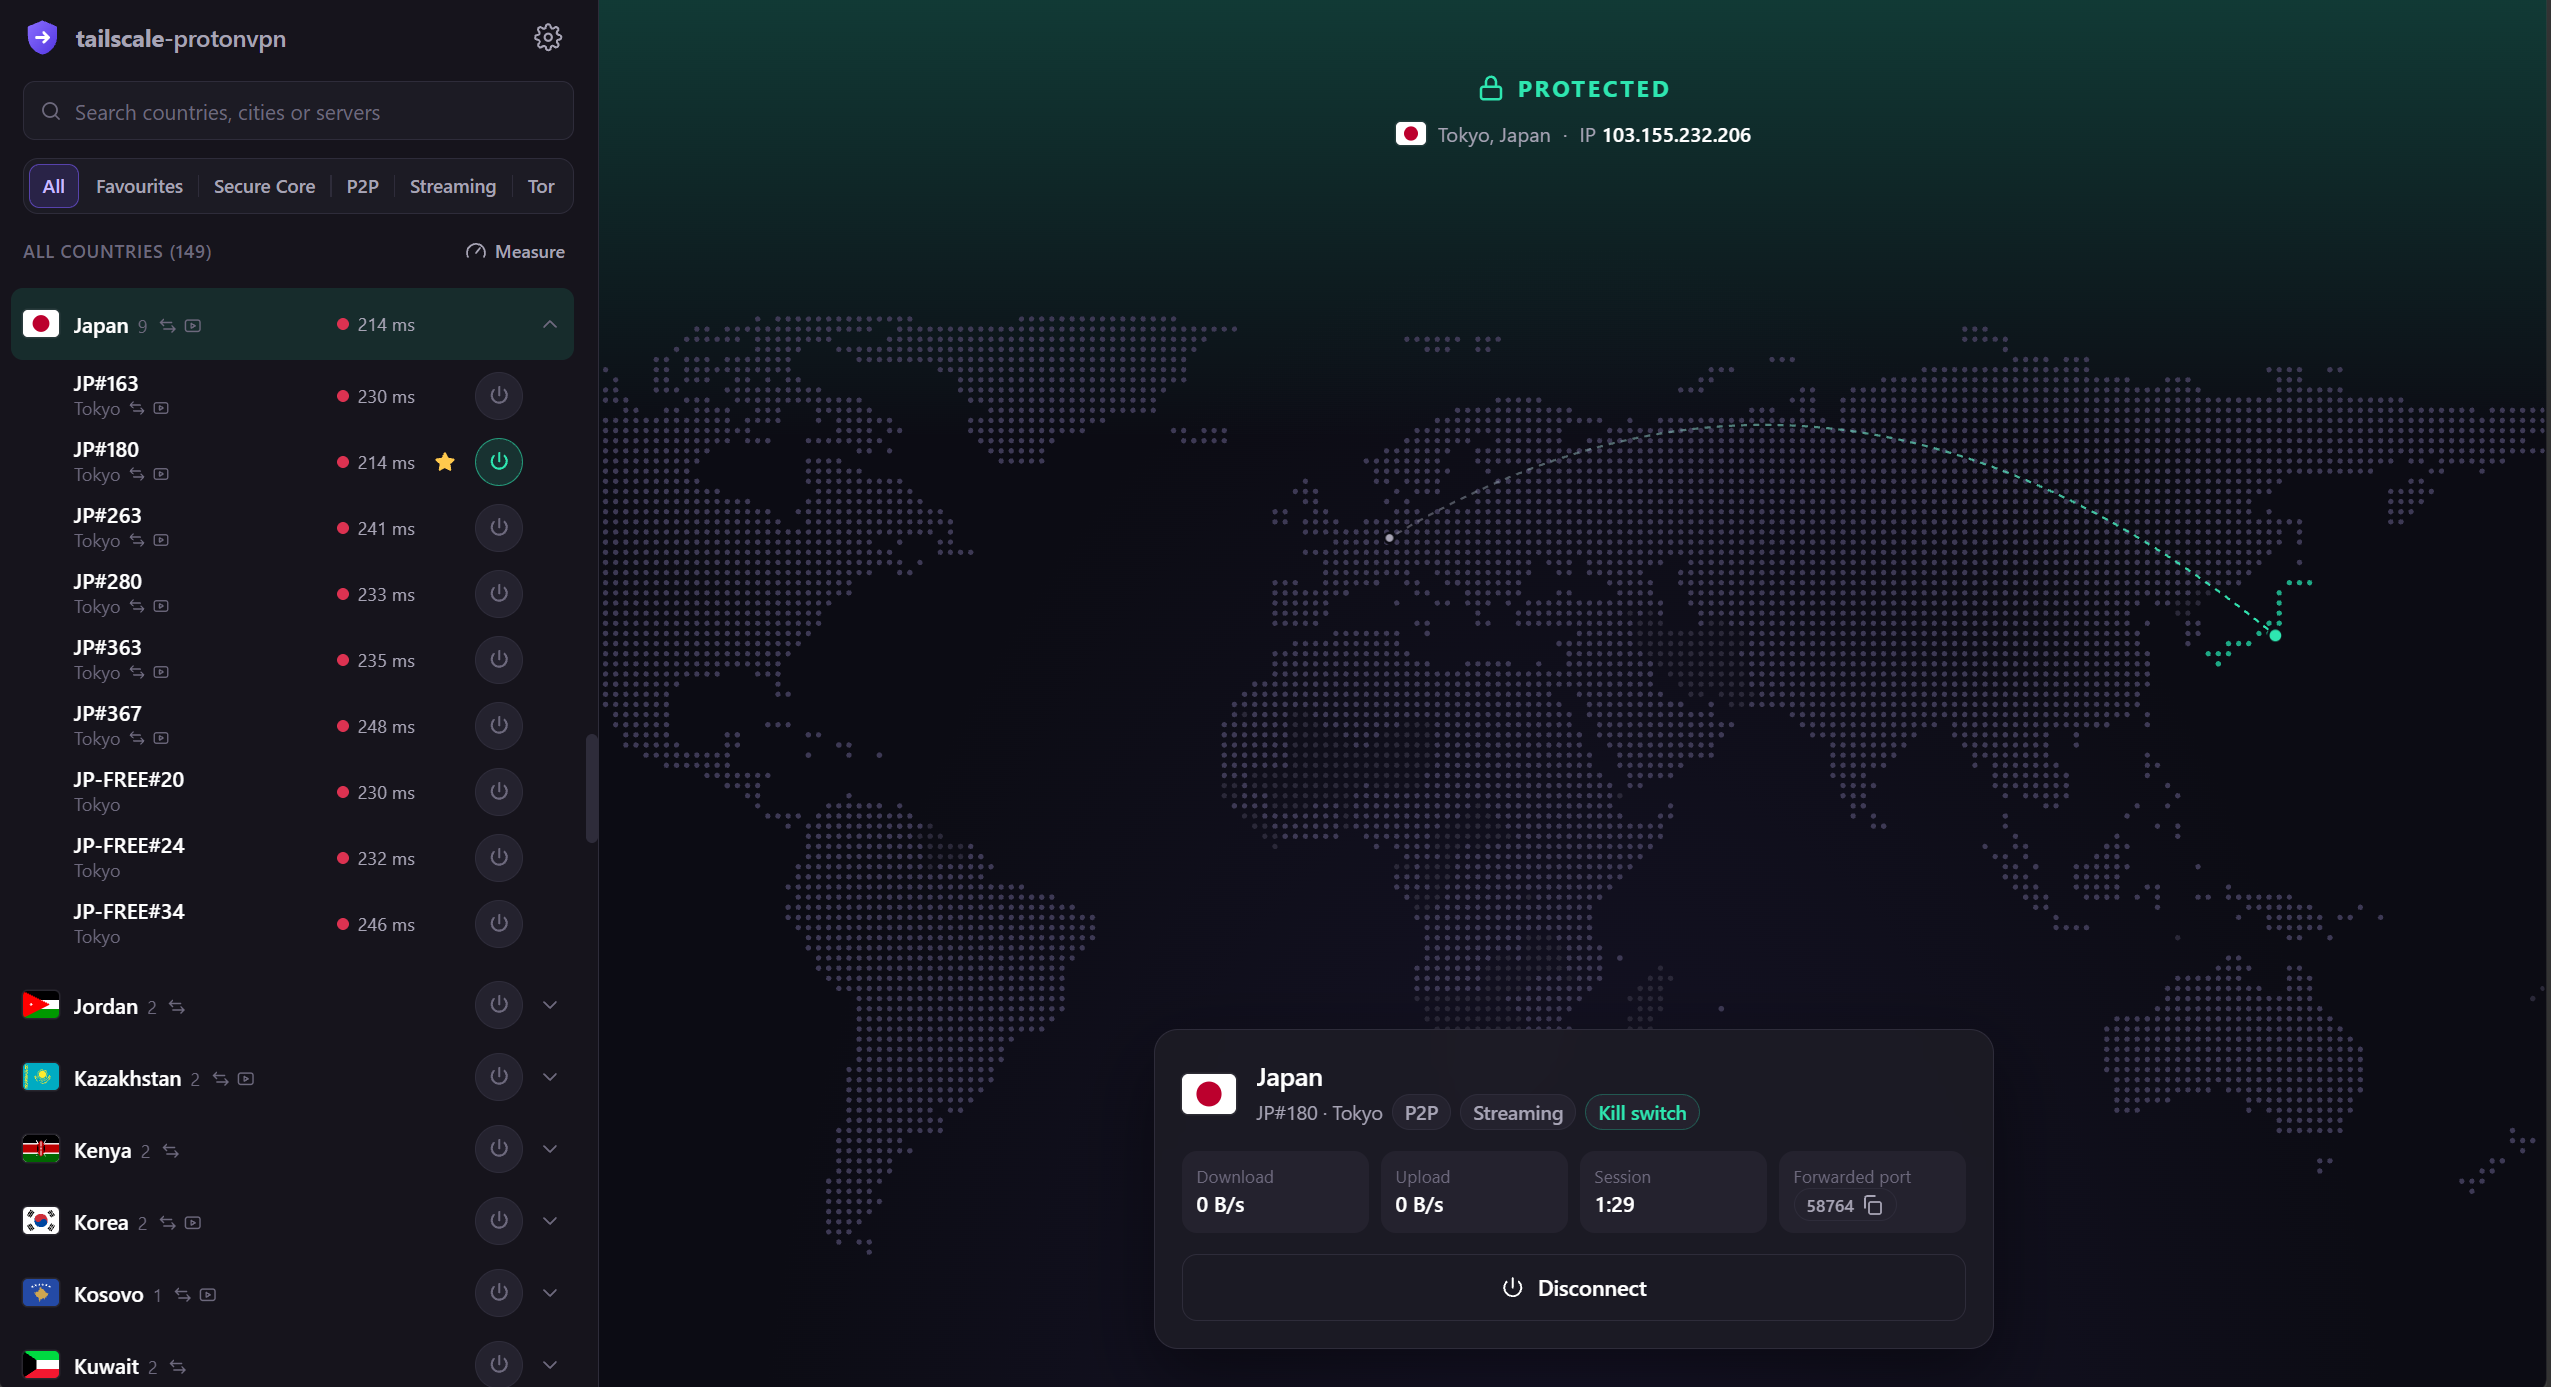 tailscale-protonvpn
Search countries, cities or servers
All Favourites Secure Core P2P Streaming Tor
ALL COUNTRIES (149) Measure
Japan 9 214 ms
JP#163
Tokyo
230 ms
JP#180
Tokyo
214 ms
JP#263
Tokyo
241 ms
JP#280
Tokyo
233 ms
JP#363
Tokyo
235 ms
JP#367
Tokyo
248 ms
JP-FREE#20
Tokyo
230 ms
JP-FREE#24
Tokyo
232 ms
JP-FREE#34
Tokyo
246 ms
Jordan 2
Kazakhstan 2
Kenya 2
Korea 2
Kosovo 1
Kuwait 2
PROTECTED
Tokyo, Japan · IP 103.155.232.206
Japan
JP#180 · Tokyo P2P Streaming Kill switch
Download
0 B/s
Upload
0 B/s
Session
1:29
Forwarded port
58764
Disconnect